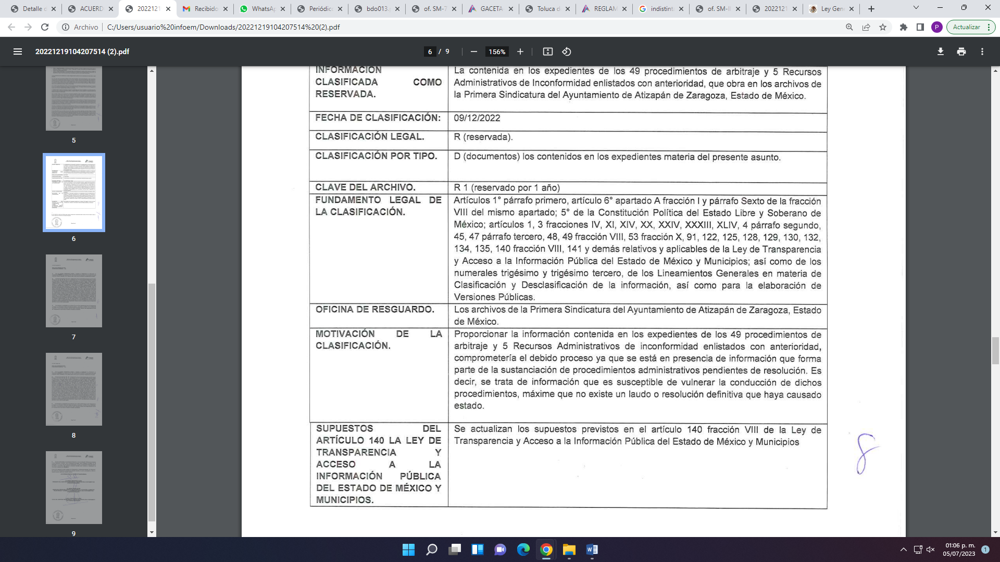 Detalle d
ACUERD
2022121
Recibido
WhatsAp
Periódic
bdo013.p
of. SM-7
GACETA
Toluca d
REGLAM
indistint
of. SM-II
2022121
Ley Gen
Archivo
C:/Users/usuario%20infoem/Downloads/20221219104207514%20(2).pdf
P
Actualizar
20221219104207514 (2).pdf
6 / 9
156%
5
6
7
8
9
INFORMACIÓN
CLASIFICADA COMO
RESERVADA.
La contenida en los expedientes de los 49 procedimientos de arbitraje y 5 Recursos
Administrativos de Inconformidad enlistados con anterioridad, que obra en los archivos de
la Primera Sindicatura del Ayuntamiento de Atizapán de Zaragoza, Estado de México.
FECHA DE CLASIFICACIÓN:
09/12/2022
CLASIFICACIÓN LEGAL.
R (reservada).
CLASIFICACIÓN POR TIPO.
D (documentos) los contenidos en los expedientes materia del presente asunto.
CLAVE DEL ARCHIVO.
R 1 (reservado por 1 año)
FUNDAMENTO LEGAL DE
LA CLASIFICACIÓN.
Artículos 1° párrafo primero, artículo 6° apartado A fracción I y párrafo Sexto de la fracción
VIII del mismo apartado; 5° de la Constitución Política del Estado Libre y Soberano de
México; artículos 1, 3 fracciones IV, XI, XIV, XX, XXIV, XXXIII, XLIV, 4 párrafo segundo,
45, 47 párrafo tercero, 48, 49 fracción VIII, 53 fracción X, 91, 122, 125, 128, 129, 130, 132,
134, 135, 140 fracción VIII, 141 y demás relativos y aplicables de la Ley de Transparencia
y Acceso a la Información Pública del Estado de México y Municipios; así como de los
numerales trigésimo y trigésimo tercero, de los Lineamientos Generales en materia de
Clasificación y Desclasificación de la información, así como para la elaboración de
Versiones Públicas.
OFICINA DE RESGUARDO.
Los archivos de la Primera Sindicatura del Ayuntamiento de Atizapán de Zaragoza, Estado
de México.
MOTIVACIÓN DE LA
CLASIFICACIÓN.
Proporcionar la información contenida en los expedientes de los 49 procedimientos de
arbitraje y 5 Recursos Administrativos de inconformidad enlistados con anterioridad,
comprometería el debido proceso ya que se está en presencia de información que forma
parte de la sustanciación de procedimientos administrativos pendientes de resolución. Es
decir, se trata de información que es susceptible de vulnerar la conducción de dichos
procedimientos, máxime que no existe un laudo o resolución definitiva que haya causado
estado.
SUPUESTOS DEL
ARTÍCULO 140 LA LEY DE
TRANSPARENCIA Y
ACCESO A LA
INFORMACIÓN PÚBLICA
DEL ESTADO DE MÉXICO Y
MUNICIPIOS.
Se actualizan los supuestos previstos en el artículo 140 fracción VIII de la Ley de
Transparencia y Acceso a la Información Pública del Estado de México y Municipios
01:06 p. m.
05/07/2023
1